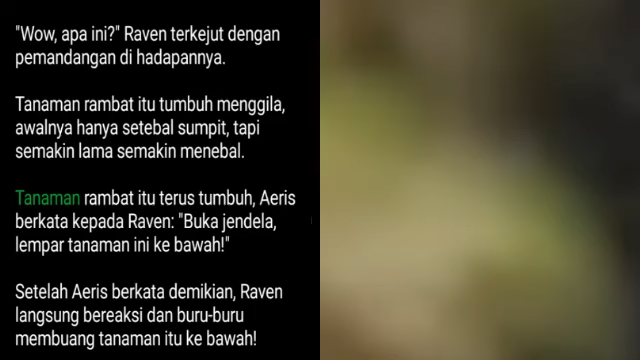 "Wow, apa ini?" Raven terkejut dengan
pemandangan di hadapannya.
Tanaman rambat itu tumbuh menggila,
awalnya hanya setebal sumpit, tapi
semakin lama semakin menebal.
Tanaman rambat itu terus tumbuh, Aeris
berkata kepada Raven: "Buka jendela,
lempar tanaman ini ke bawah!"
Setelah Aeris berkata demikian, Raven
langsung bereaksi dan buru-buru
membuang tanaman itu ke bawah!